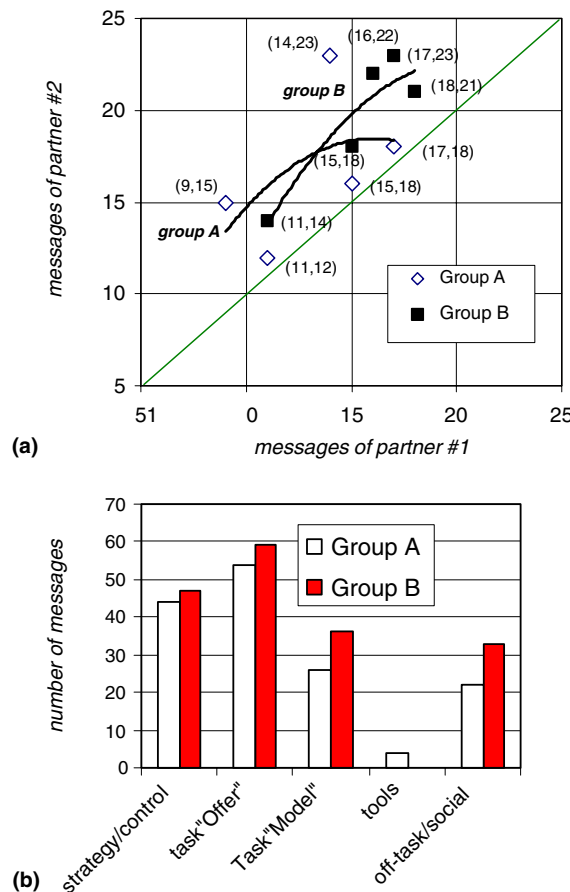 25
(14,23)
(16,22)
(17,23)
group B
(18,21)
20
(15,18)
(17,18)
(9,15)
(15,18)
15
group A
(11,14)
(11,12)
10
Group A
Group B
5
51 0 15 20 25
messages of partner #2
messages of partner #1
(a)
70
60
50
40
30
20
10
0
number of messages
Group A
Group B
strategy/control
task"Offer"
Task"Model"
tools
off-task/social
(b)